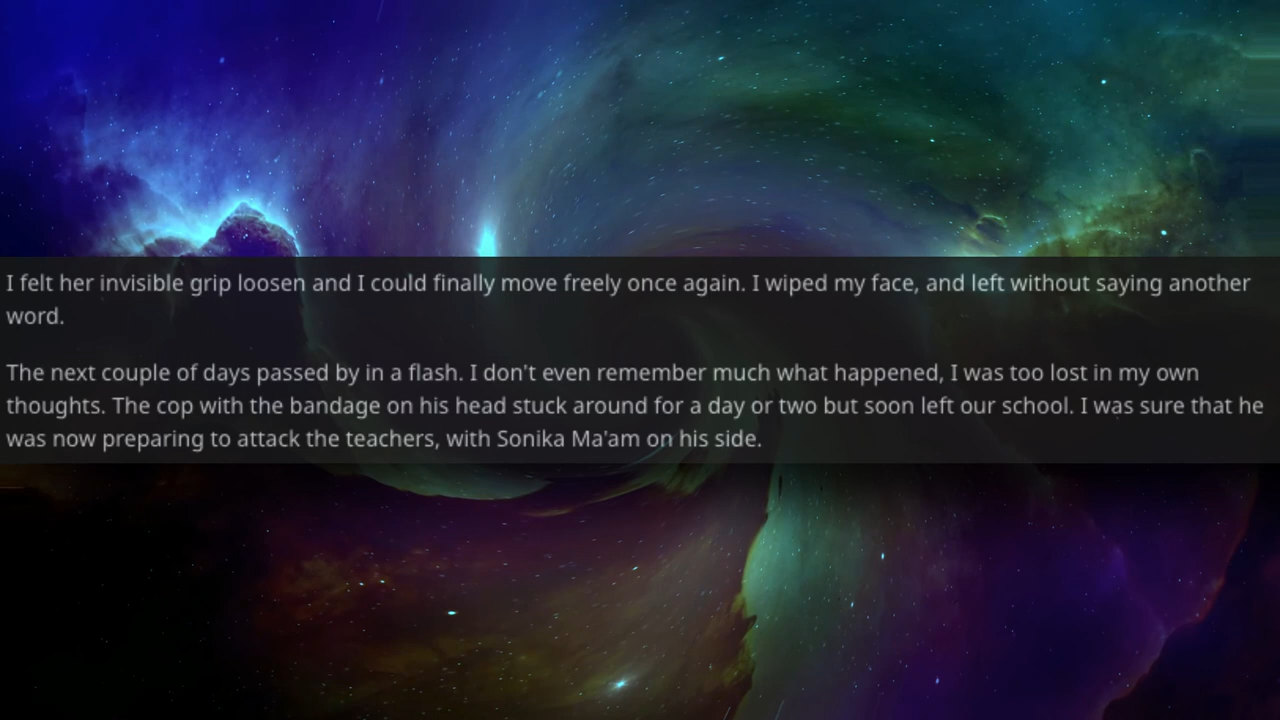 I felt her invisible grip loosen and I could finally move freely once again. I wiped my face, and left without saying another
word.
The next couple of days passed by in a flash. I don't even remember much what happened, I was too lost in my own
thoughts. The cop with the bandage on his head stuck around for a day or two but soon left our school. I was sure that he
was now preparing to attack the teachers, with Sonika Ma'am on his side.